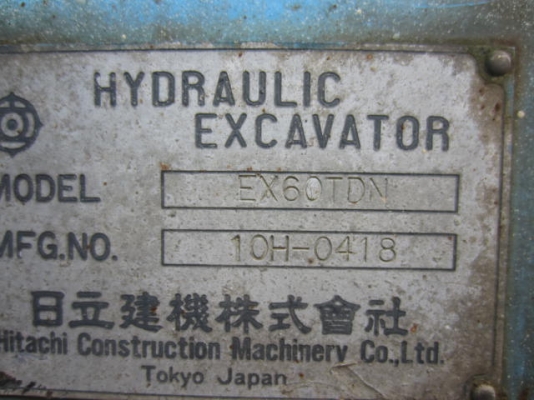 HYDRAULIC
EXCAVATOR
MODEL EX60TDN
MFG.NO. 10H-0418
日立建機株式會社
Hitachi Construction Machinery Co.,Ltd.
Tokyo Japan